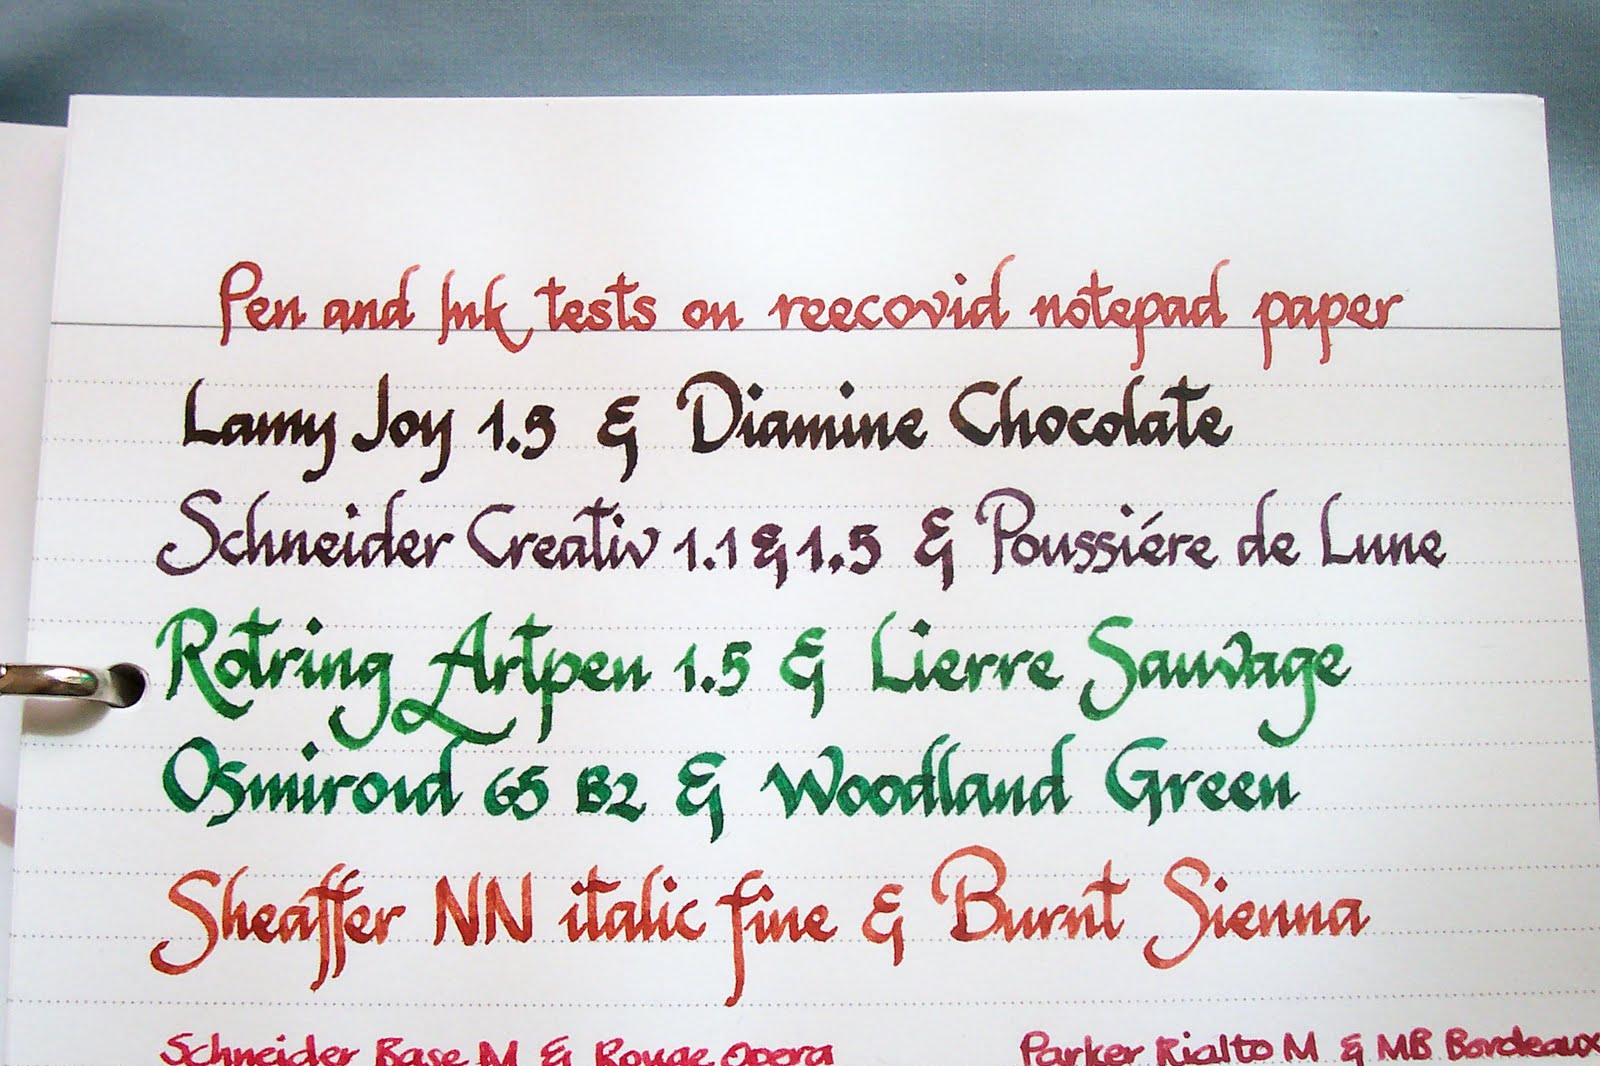 Pen and Ink tests on reecovid notepad paper
Lamy Joy 1.5 & Diamine Chocolate
Schneider Creativ 1.1 & 1.5 & Poussiére de Lune
Rotring Artpen 1.5 & Lierre Sauvage
Osmiroid 65 B2 & Woodland Green
Sheaffer NN italic fine & Burnt Sienna
Schneider Base M & Rouge Opera Parker Rialto M & MB Bordeaux